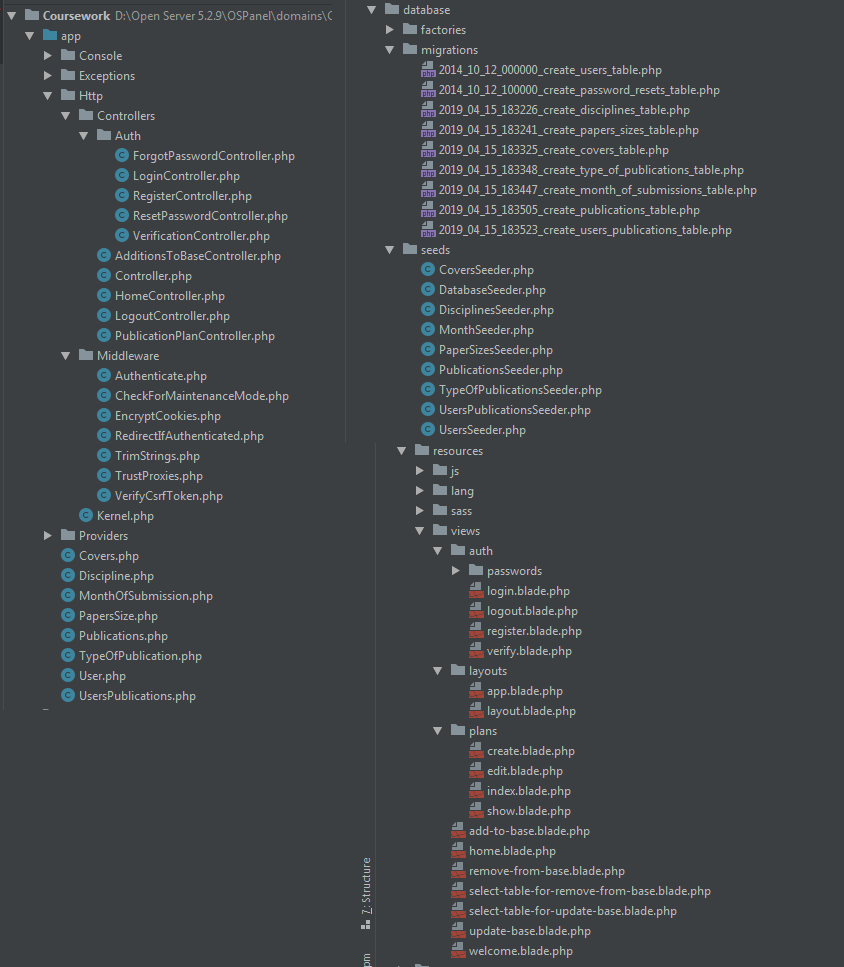 Coursework D:\Open Server 5.2.9\OSPanel\domains\C
app
Console
Exceptions
Http
Controllers
Auth
ForgotPasswordController.php
LoginController.php
RegisterController.php
ResetPasswordController.php
VerificationController.php
AdditionsToBaseController.php
Controller.php
HomeController.php
LogoutController.php
PublicationPlanController.php
Middleware
Authenticate.php
CheckForMaintenanceMode.php
EncryptCookies.php
RedirectIfAuthenticated.php
TrimStrings.php
TrustProxies.php
VerifyCsrfToken.php
Kernel.php
Providers
Covers.php
Discipline.php
MonthOfSubmission.php
PapersSize.php
Publications.php
TypeOfPublication.php
User.php
UsersPublications.php
database
factories
migrations
2014_10_12_000000_create_users_table.php
2014_10_12_100000_create_password_resets_table.php
2019_04_15_183226_create_disciplines_table.php
2019_04_15_183241_create_papers_sizes_table.php
2019_04_15_183325_create_covers_table.php
2019_04_15_183348_create_type_of_publications_table.php
2019_04_15_183447_create_month_of_submissions_table.php
2019_04_15_183505_create_publications_table.php
2019_04_15_183523_create_users_publications_table.php
seeds
CoversSeeder.php
DatabaseSeeder.php
DisciplinesSeeder.php
MonthSeeder.php
PaperSizesSeeder.php
PublicationsSeeder.php
TypeOfPublicationsSeeder.php
UsersPublicationsSeeder.php
UsersSeeder.php
resources
js
lang
sass
views
auth
passwords
login.blade.php
logout.blade.php
register.blade.php
verify.blade.php
layouts
app.blade.php
layout.blade.php
plans
create.blade.php
edit.blade.php
index.blade.php
show.blade.php
add-to-base.blade.php
home.blade.php
remove-from-base.blade.php
select-table-for-remove-from-base.blade.php
select-table-for-update-base.blade.php
update-base.blade.php
welcome.blade.php
7: Structure
pm